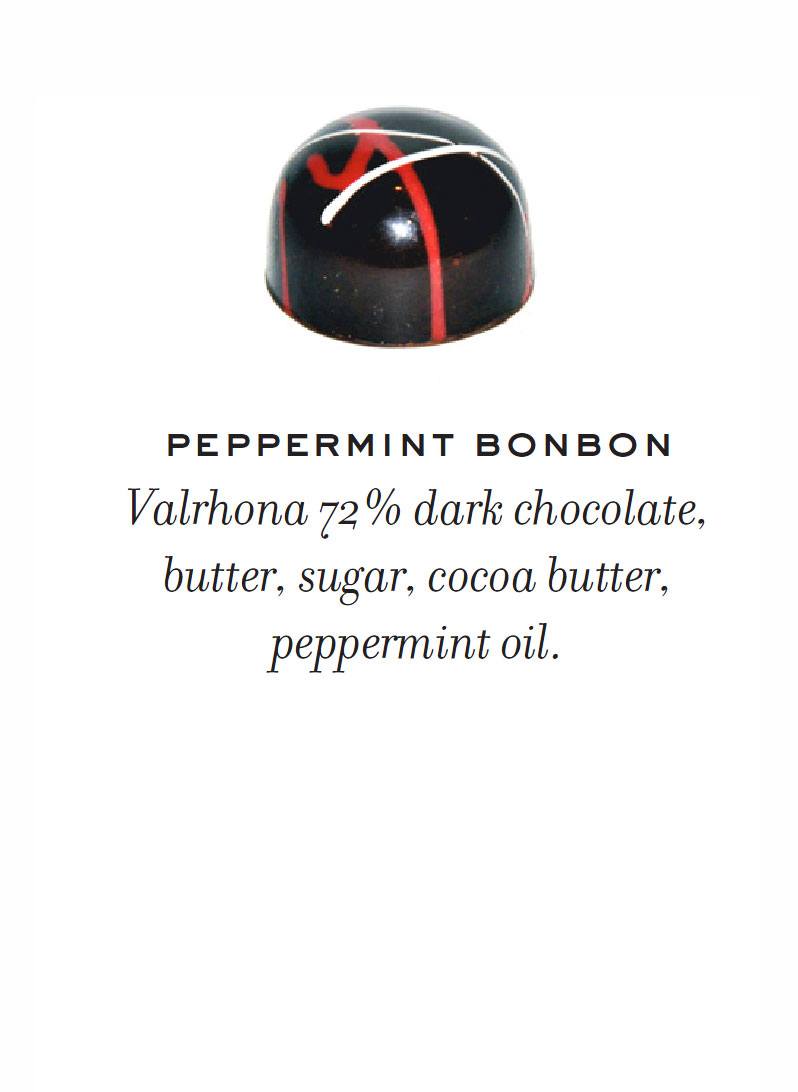 PEPPERMINT BONBON
Valrhona 72% dark chocolate,
butter, sugar, cocoa butter,
peppermint oil.